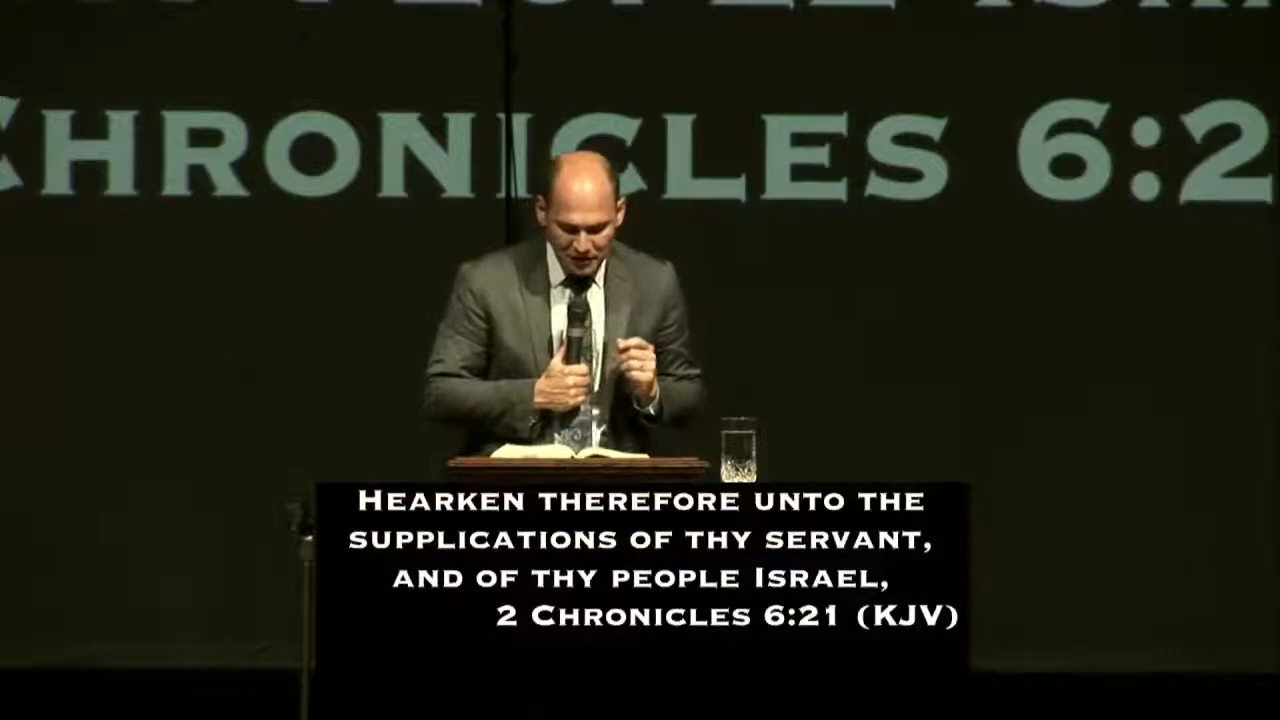 PEOPLE
CHRONICLES 6:2
HEARKEN THEREFORE UNTO THE
SUPPLICATIONS OF THY SERVANT,
AND OF THY PEOPLE ISRAEL,
2 CHRONICLES 6:21 (KJV)